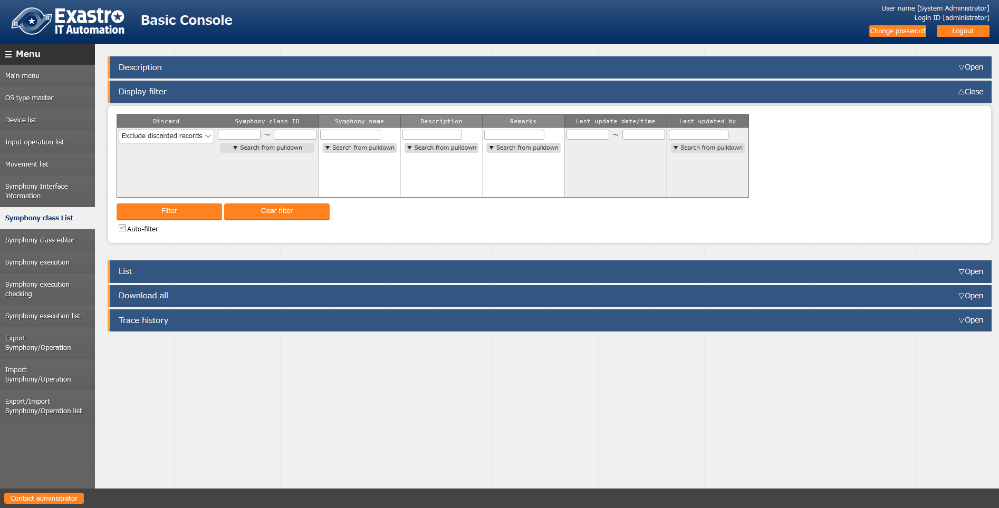 Exastro
IT Automation
Basic Console
User name [System Administrator]
Login ID [administrator]
Change password
Logout
☰ Menu
Main menu
OS type master
Device list
Input operation list
Movement list
Symphony Interface
information
Symphony class List
Symphony class editor
Symphony execution
Symphony execution
checking
Symphony execution list
Export
Symphony/Operation
Import
Symphony/Operation
Export/Import
Symphony/Operation list
Contact administrator
Description ▽Open
Display filter △Close
Discard Symphony class ID Symphony name Description Remarks Last update date/time Last updated by
Exclude discarded records ~ ~
▼ Search from pulldown ▼ Search from pulldown ▼ Search from pulldown ▼ Search from pulldown ▼ Search from pulldown
Filter Clear filter
Auto-filter
List ▽Open
Download all ▽Open
Trace history ▽Open